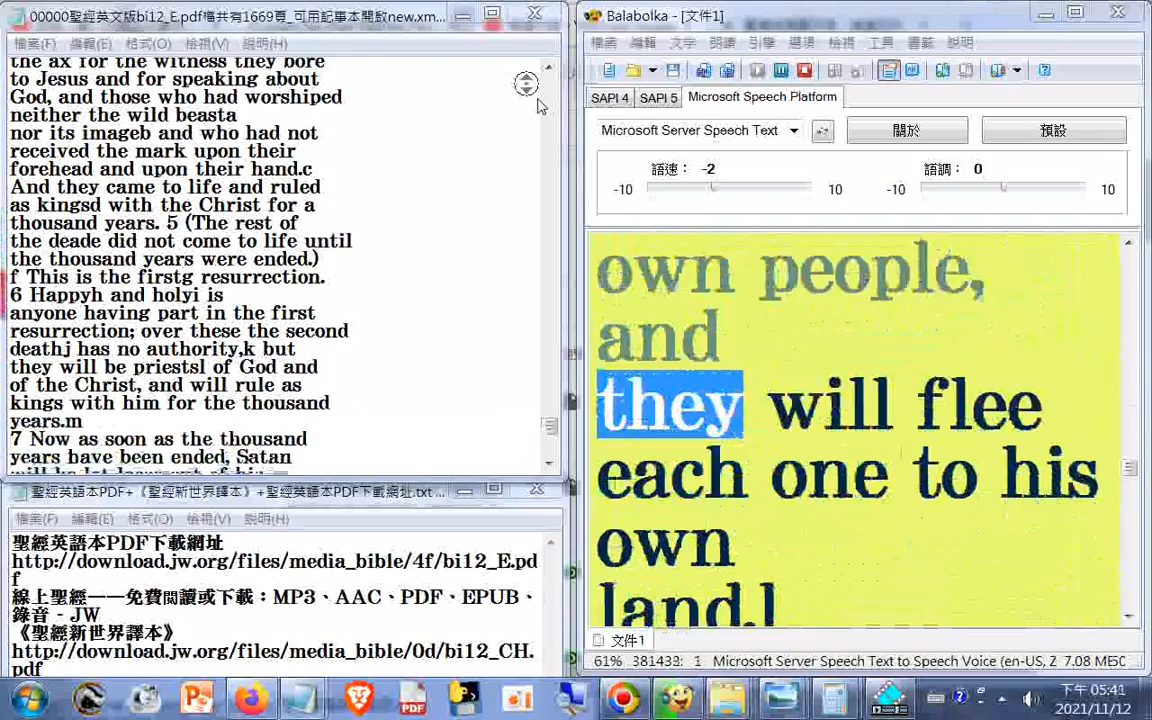 00000聖經英文版bi12_E.pdf檔共有1669頁_可用記事本開啟new.xm...
檔案(F) 編輯(E) 格式(O) 檢視(V) 說明(H)
the ax for the witness they bore
to Jesus and for speaking about
God, and those who had worshiped
neither the wild beasta
nor its imageb and who had not
received the mark upon their
forehead and upon their hand.c
And they came to life and ruled
as kingsd with the Christ for a
thousand years. 5 (The rest of
the deade did not come to life until
the thousand years were ended.)
f This is the firstg resurrection.
6 Happyh and holyi is
anyone having part in the first
resurrection; over these the second
deathj has no authority,k but
they will be priestsl of God and
of the Christ, and will rule as
kings with him for the thousand
years.m
7 Now as soon as the thousand
years have been ended, Satan
聖經英語本PDF+《聖經新世界譯本》+聖經英語本PDF下載網址.txt ...
檔案(F) 編輯(E) 格式(O) 檢視(V) 說明(H)
聖經英語本PDF下載網址
http://download.jw.org/files/media_bible/4f/bi12_E.pd
f
線上聖經——免費閱讀或下載：MP3、AAC、PDF、EPUB、
錄音 - JW
《聖經新世界譯本》
http://download.jw.org/files/media_bible/0d/bi12_CH.
pdf
Balabolka - [文件1]
檔案 編輯 文字 朗讀 引擎 選項 檢視 工具 書籤 說明
SAPI 4 SAPI 5 Microsoft Speech Platform
Microsoft Server Speech Text 關於 預設
語速： -2 語調： 0
-10 10 -10 10
own people,
and
they will flee
each one to his
own
land.l
文件1
61% 381433: 1 Microsoft Server Speech Text to Speech Voice (en-US, Z 7.08 МБ
下午 05:41
2021/11/12